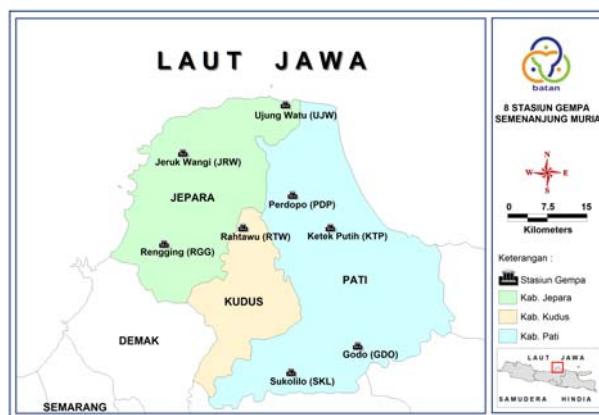 LAUT JAWA
Ujung Watu (UJW)
Jeruk Wangi (JRW)
JEPARA
Perdopo (PDP)
Rahtawu (RTW)
Ketek Putih (KTP)
Rengging (RGG)
PATI
KUDUS
DEMAK
Godo (GDO)
Sukolilo (SKL)
SEMARANG
batan
8 STASIUN GEMPA
SEMENANJUNG MURIA
N
W E
S
0 7.5 15
Kilometers
Keterangan :
Stasiun Gempa
Kab. Jepara
Kab. Kudus
Kab. Pati
LAUT JAWA
SAMUDERA HINDIA